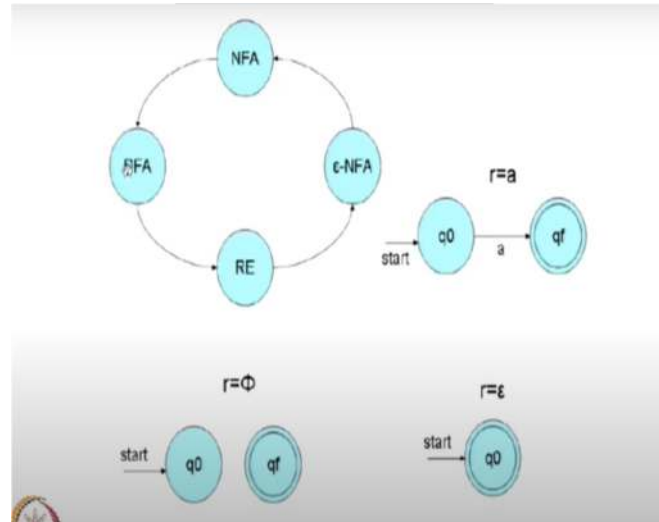 NFA
DFA
ε-NFA
RE
r=a
q0
qf
start
a
r=Φ
start
q0
qf
r=ε
start
q0